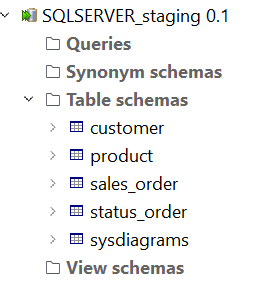 SQLSERVER_staging 0.1
Queries
Synonym schemas
Table schemas
customer
product
sales_order
status_order
sysdiagrams
View schemas